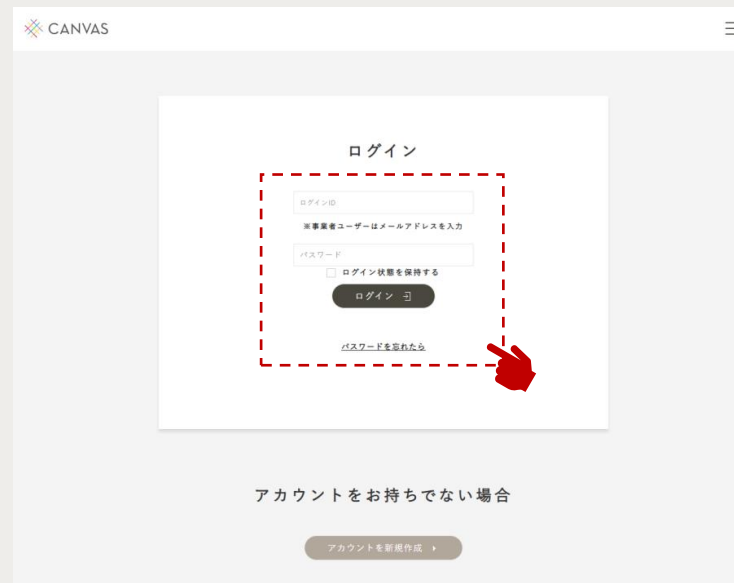 CANVAS
ログイン
ログインID
※事業者ユーザーはメールアドレスを入力
パスワード
ログイン状態を保持する
ログイン
パスワードを忘れたら
アカウントをお持ちでない場合
アカウントを新規作成